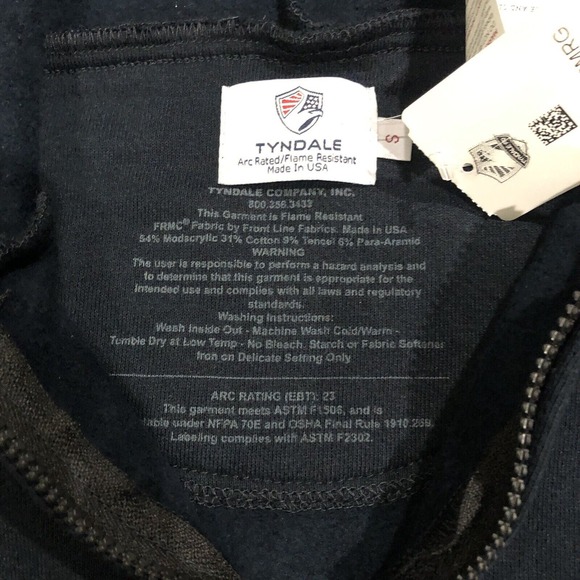 TYNDALE
Arc Rated/Flame Resistant
Made In USA
S
MRG
TYNDALE COMPANY, INC.
800.356.3433
This Garment is Flame Resistant
FRMC® Fabric by Front Line Fabrics. Made in USA
54% Modacrylic 31% Cotton 9% Tencel 6% Para-Aramid
WARNING
The user is responsible to perform a hazard analysis and
to determine that this garment is appropriate for the
intended use and complies with all laws and regulatory
standards.
Washing Instructions:
Wash Inside Out - Machine Wash Cold/Warm -
Tumble Dry at Low Temp - No Bleach, Starch or Fabric Softener
Iron on Delicate Setting Only
ARC RATING (EBT): 23
This garment meets ASTM F1506, and is
under NFPA 70E and OSHA Final Rule 1910.269.
Labeling complies with ASTM F2302.